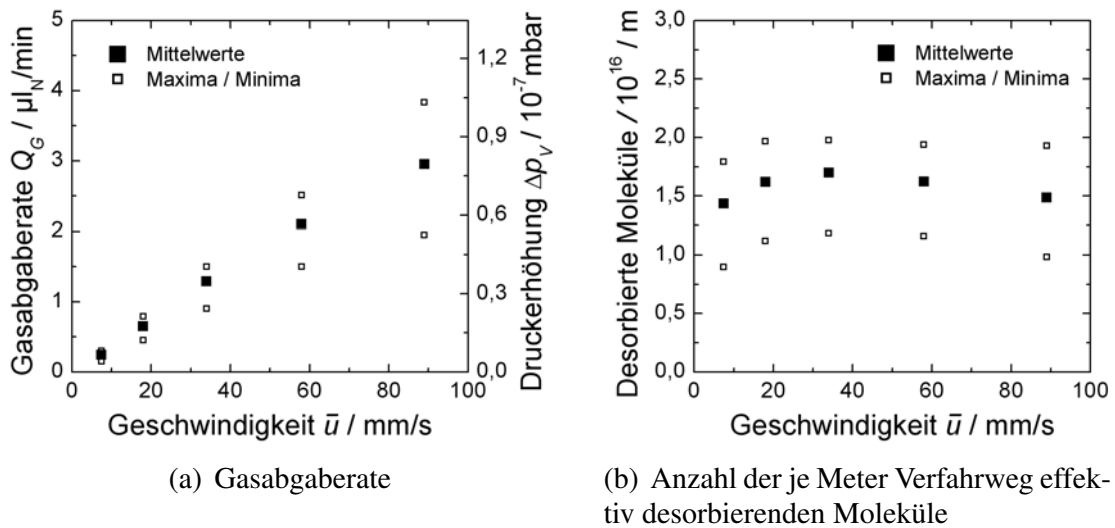 5
4
3
2
1
0
Gasabgaberate Q_G / µl_N/min
Mittelwerte
Maxima / Minima
1,2
0,9
0,6
0,3
0,0
Druckerhöhung Δp_V / 10^-7 mbar
0 20 40 60 80 100
Geschwindigkeit ū / mm/s
(a) Gasabgaberate
3,0
2,5
2,0
1,5
1,0
0,5
0,0
Desorbierte Moleküle / 10^16 / m
Mittelwerte
Maxima / Minima
0 20 40 60 80 100
Geschwindigkeit ū / mm/s
(b) Anzahl der je Meter Verfahrweg effek-
tiv desorbierenden Moleküle